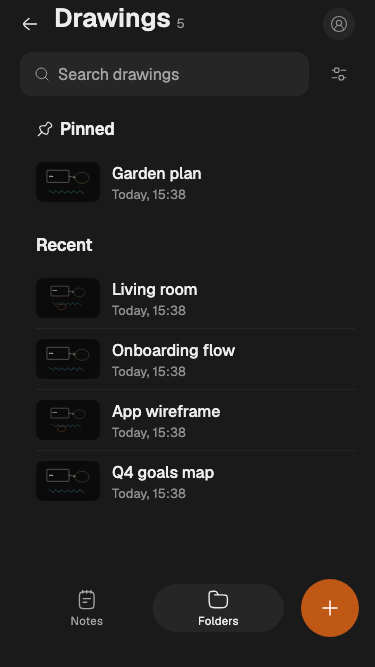 Drawings 5
Search drawings
Pinned
Garden plan
Today, 15:38
Recent
Living room
Today, 15:38
Onboarding flow
Today, 15:38
App wireframe
Today, 15:38
Q4 goals map
Today, 15:38
Notes
Folders